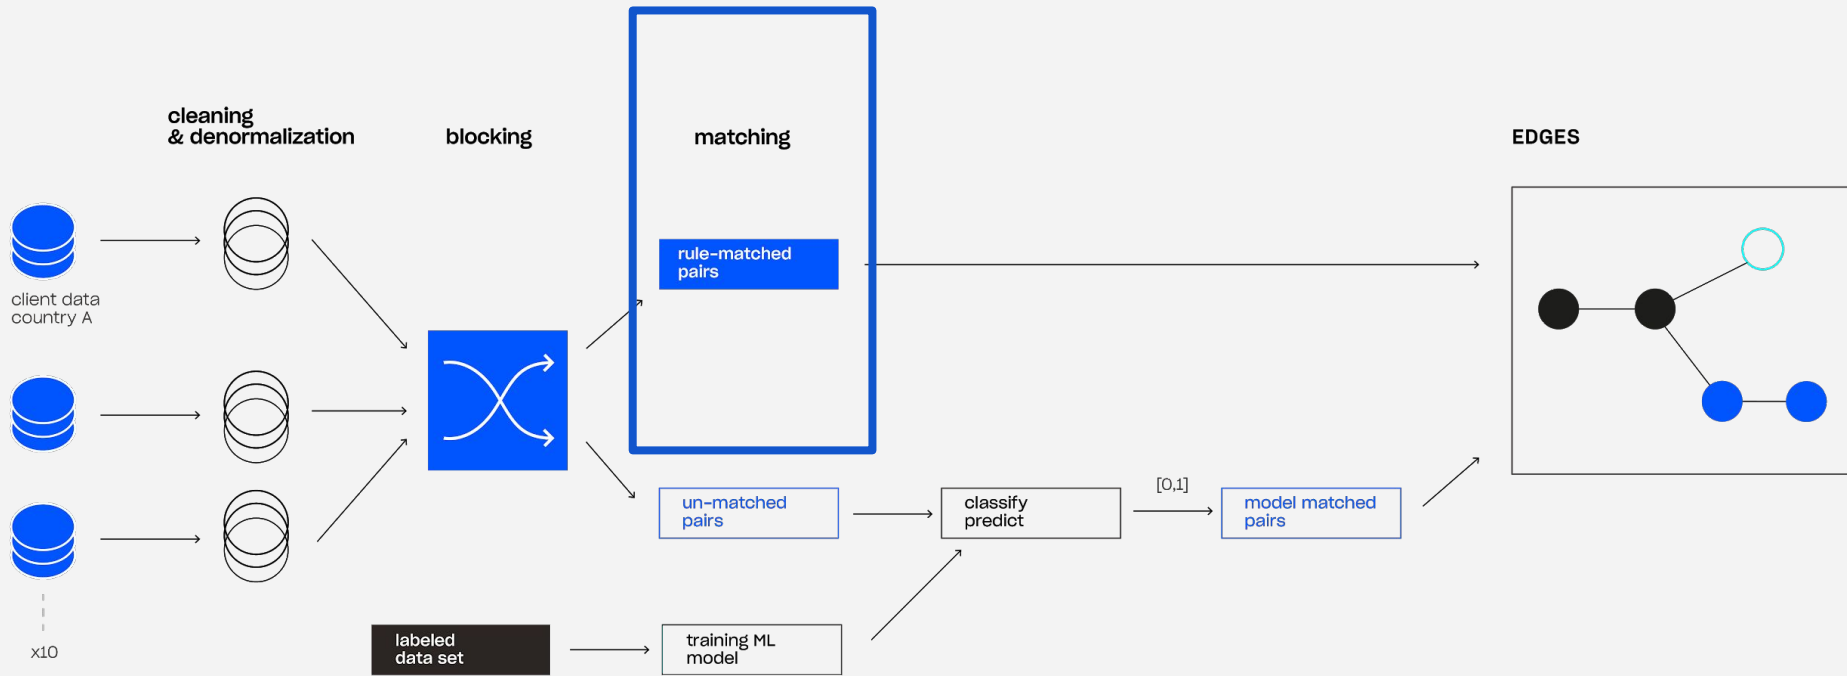 cleaning
& denormalization
blocking
matching
EDGES
rule-matched
pairs
client data
country A
un-matched
pairs
classify
predict
[0,1]
model matched
pairs
x10
labeled
data set
training ML
model